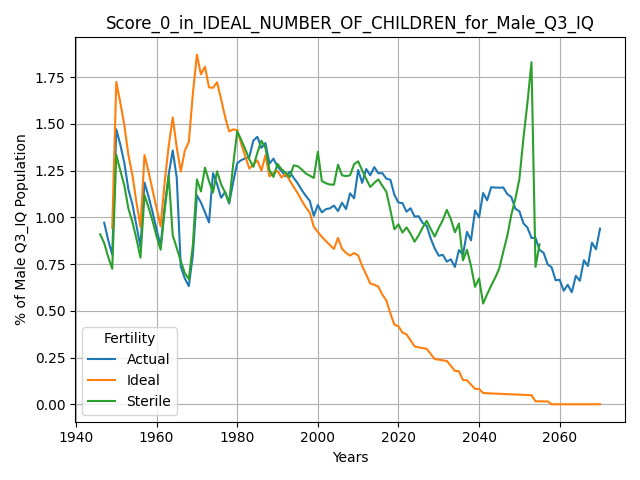 Score_0_in_IDEAL_NUMBER_OF_CHILDREN_for_Male_Q3_IQ
% of Male Q3_IQ Population
1.75
1.50
1.25
1.00
0.75
0.50
0.25
0.00
Fertility
Actual
Ideal
Sterile
1940 1960 1980 2000 2020 2040 2060
Years